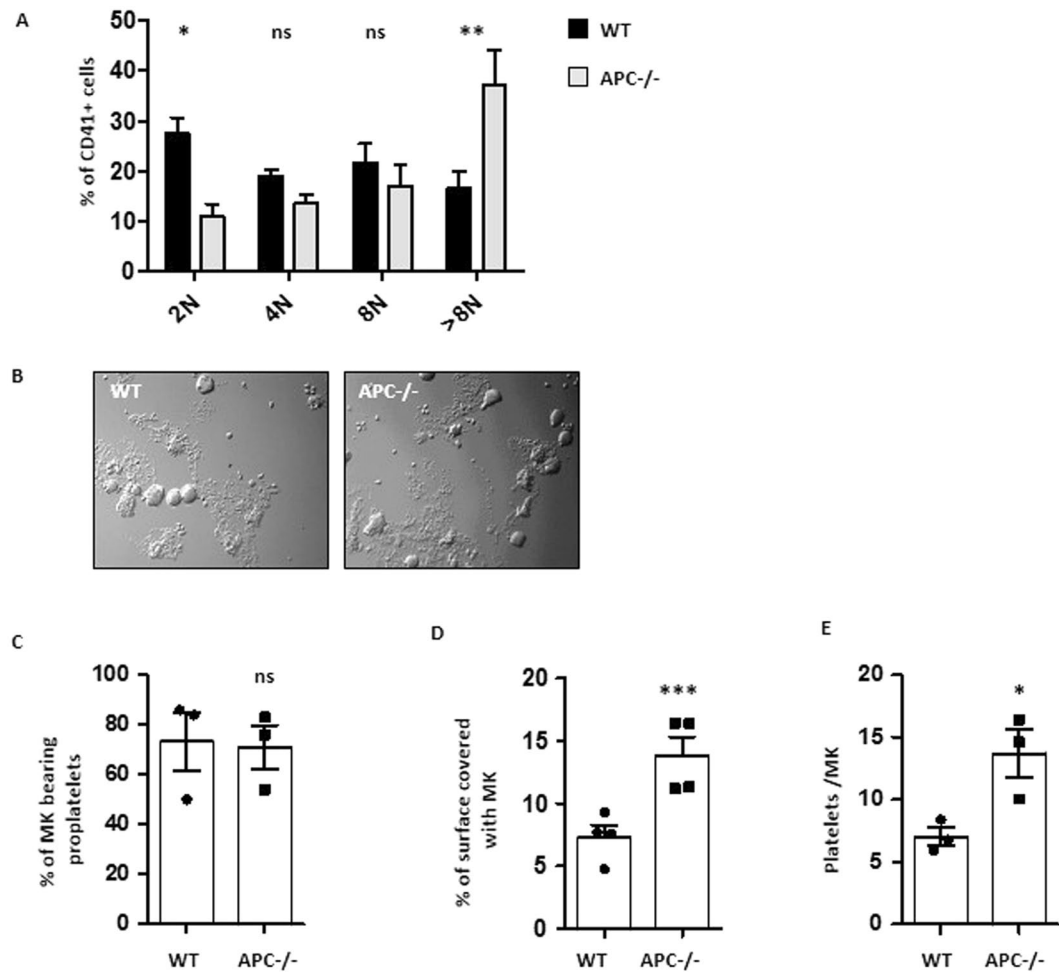 A
% of CD41+ cells
50
40
30
20
10
0
*
ns
ns
**
2N
4N
8N
>8N
WT
APC-/-
B
WT
APC-/-
C
% of MK bearing
proplatelets
100
80
60
40
20
0
ns
WT
APC-/-
D
% of surface covered
with MK
20
15
10
5
0
***
WT
APC-/-
E
Platelets /MK
20
15
10
5
0
*
WT
APC-/-